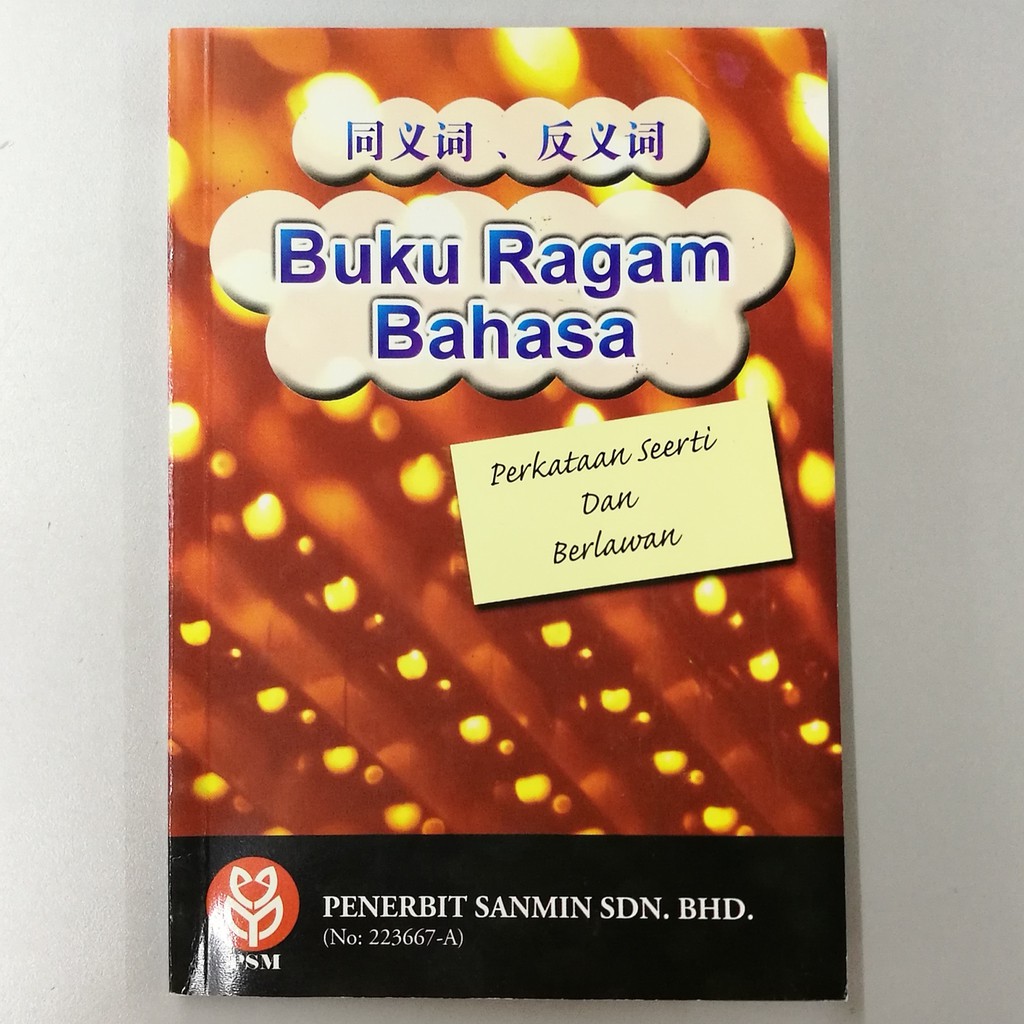 同义词、反义词
Buku Ragam
Bahasa
Perkataan Seerti
Dan
Berlawan
PENERBIT SANMIN SDN. BHD.
(No: 223667-A)
PSM